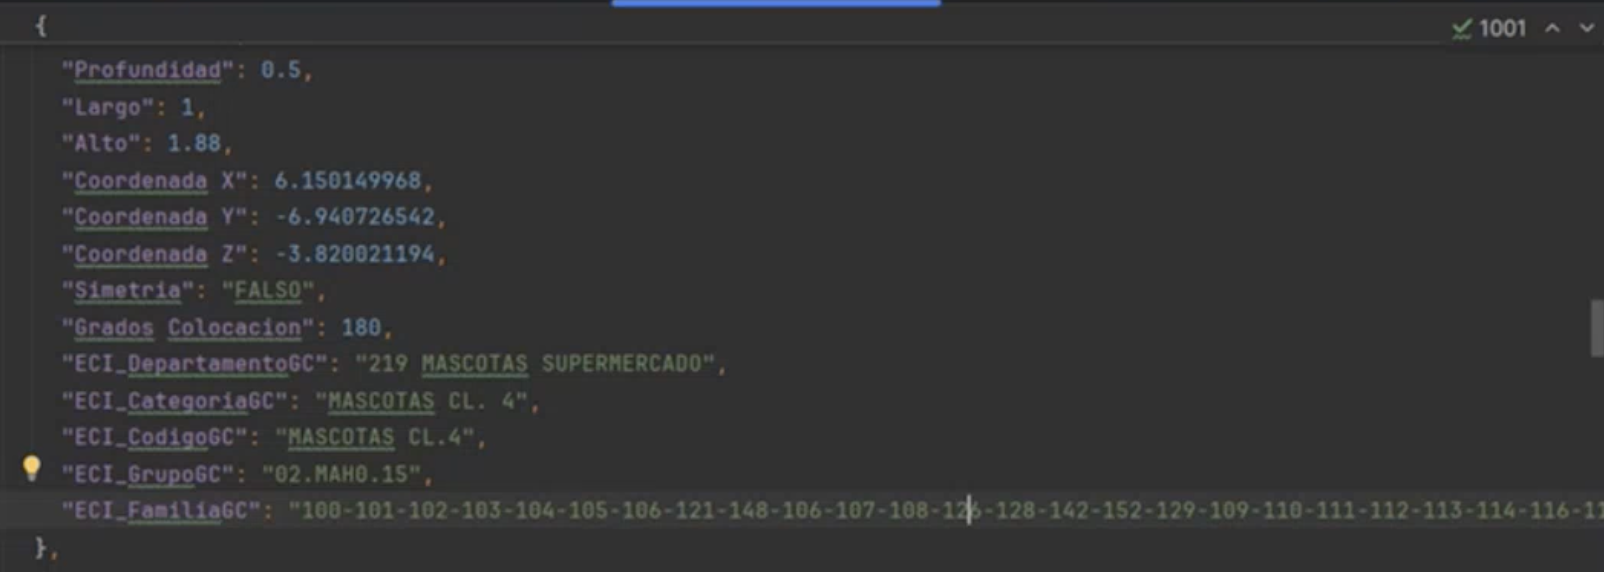 {
1001
"Profundidad": 0.5,
"Largo": 1,
"Alto": 1.88,
"Coordenada X": 6.150149968,
"Coordenada Y": -6.940726542,
"Coordenada Z": -3.820021194,
"Simetria": "FALSO",
"Grados Colocacion": 180,
"ECI_DepartamentoGC": "219 MASCOTAS SUPERMERCADO",
"ECI_CategoriaGC": "MASCOTAS CL. 4",
"ECI_CodigoGC": "MASCOTAS CL.4",
"ECI_GrupoGC": "02.MAH0.15",
"ECI_FamiliaGC": "100-101-102-103-104-105-106-121-148-106-107-108-126-128-142-152-129-109-110-111-112-113-114-116-11
},